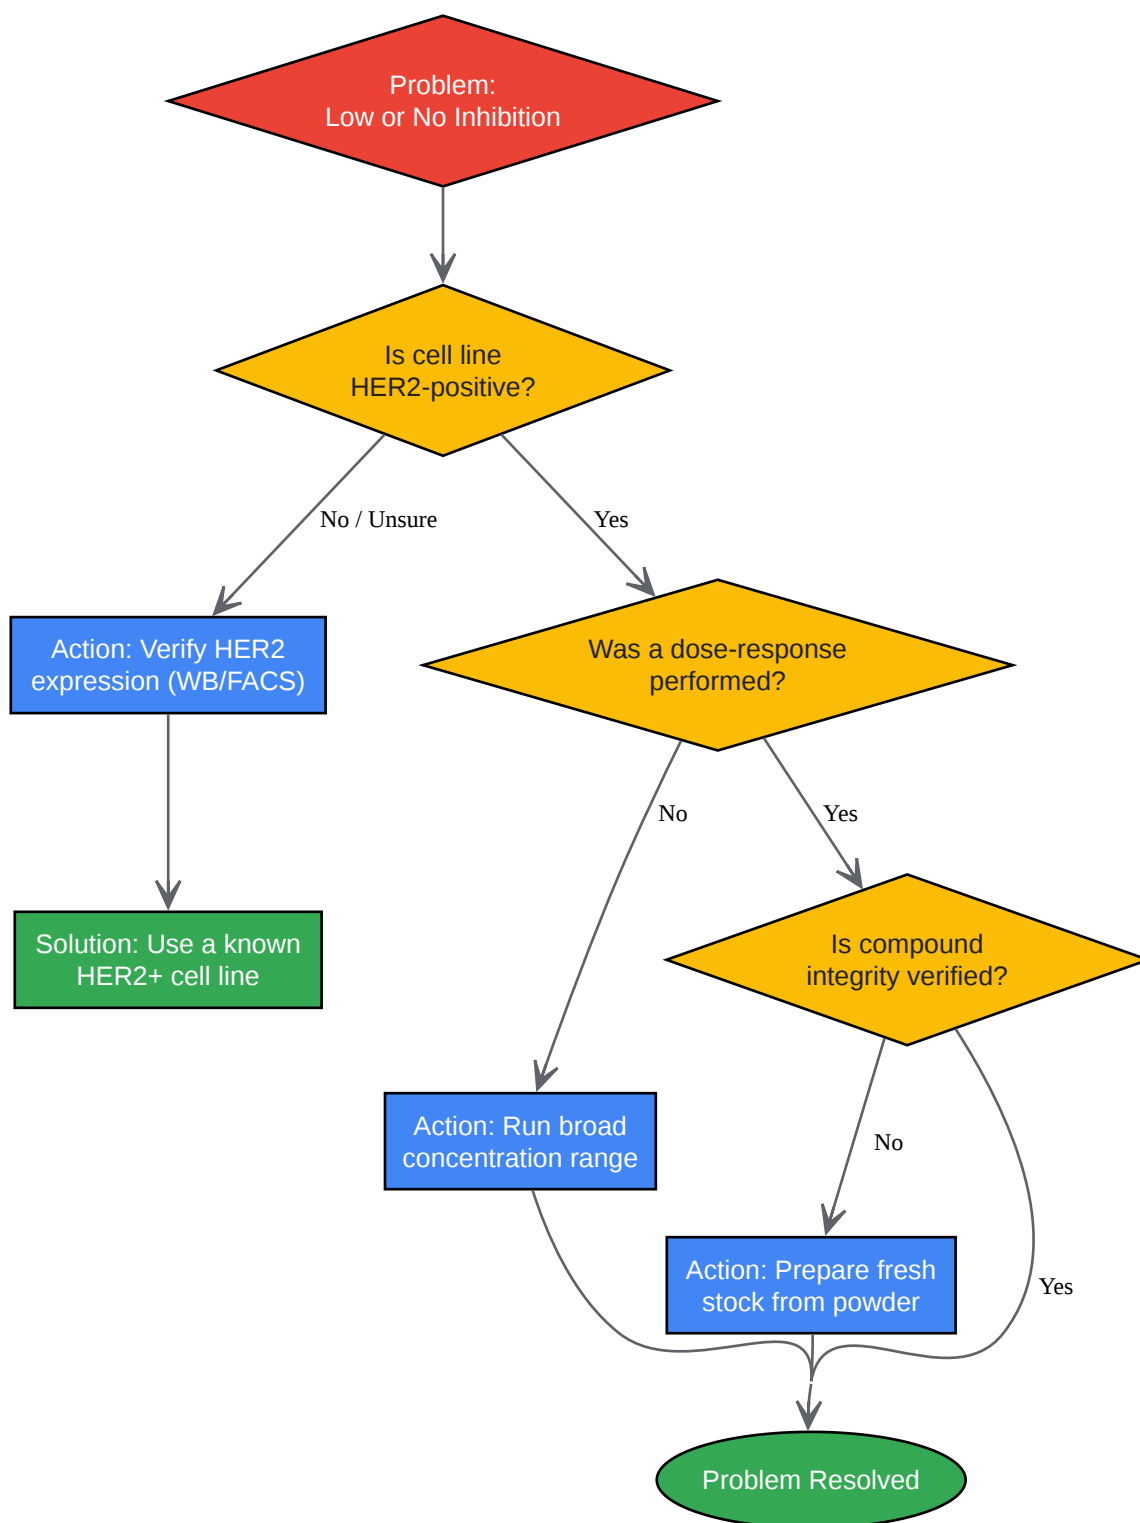 Problem:
Low or No Inhibition
Is cell line
HER2-positive?
No / Unsure
Yes
Action: Verify HER2
expression (WB/FACS)
Was a dose-response
performed?
No
Yes
Solution: Use a known
HER2+ cell line
Is compound
integrity verified?
Action: Run broad
concentration range
No
Action: Prepare fresh
stock from powder
Yes
Problem Resolved